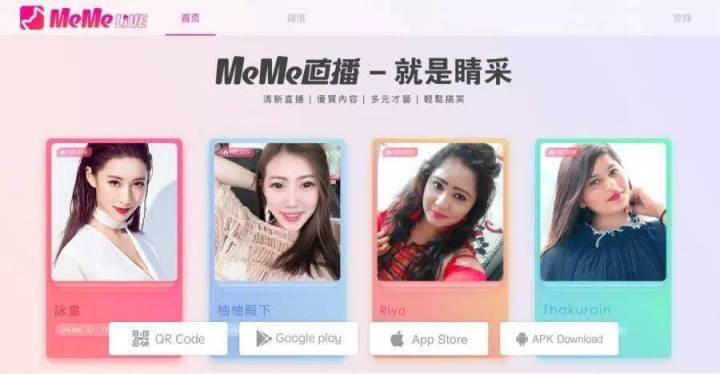 MeMe LIVE 首页 儲值 登錄
MeMe直播 – 就是睛采
清新直播 | 優質內容 | 多元才藝 | 輕鬆搞笑
詠童 柚柚殿下 Riya Thakurain
QR Code Google play App Store APK Download